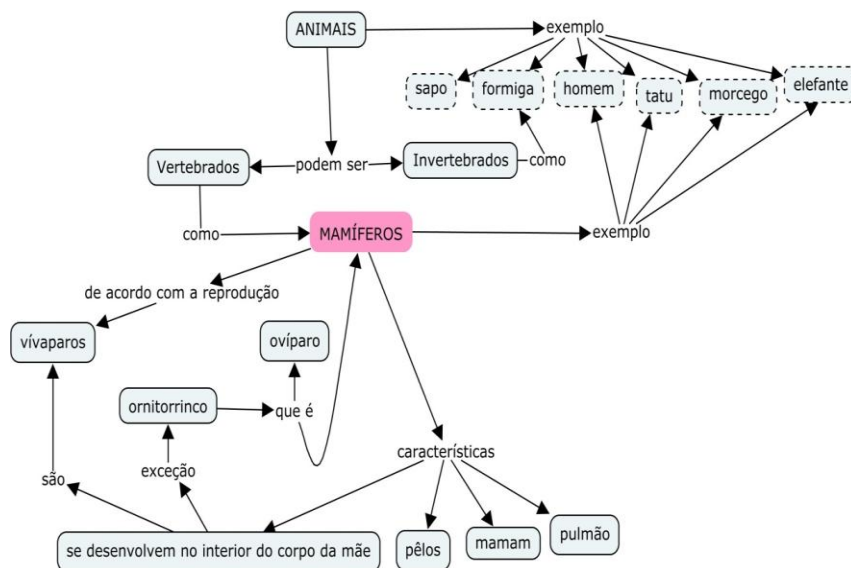 ANIMAIS
exemplo
sapo
formiga
homem
tatu
morcego
elefante
Vertebrados
podem ser
Invertebrados
como
como
MAMÍFEROS
exemplo
de acordo com a reprodução
vívaparos
ovíparo
ornitorrinco
que é
características
exceção
são
se desenvolvem no interior do corpo da mãe
pêlos
mamam
pulmão